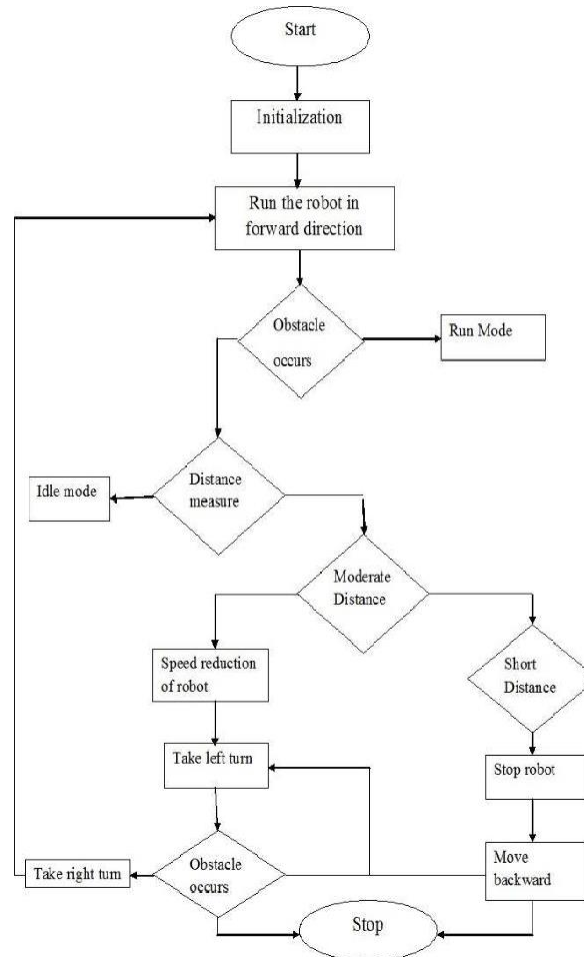 Start
Initialization
Run the robot in
forward direction
Obstacle
occurs
Run Mode
Distance
measure
Idle mode
Moderate
Distance
Speed reduction
of robot
Short
Distance
Take left turn
Stop robot
Obstacle
occurs
Take right turn
Move
backward
Stop